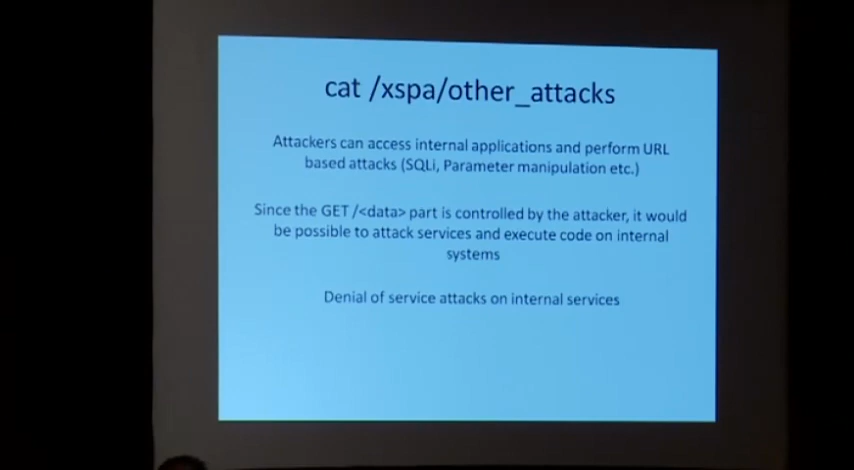 cat /xspa/other_attacks
Attackers can access internal applications and perform URL
based attacks (SQLi, Parameter manipulation etc.)
Since the GET /<data> part is controlled by the attacker, it would
be possible to attack services and execute code on internal
systems
Denial of service attacks on internal services